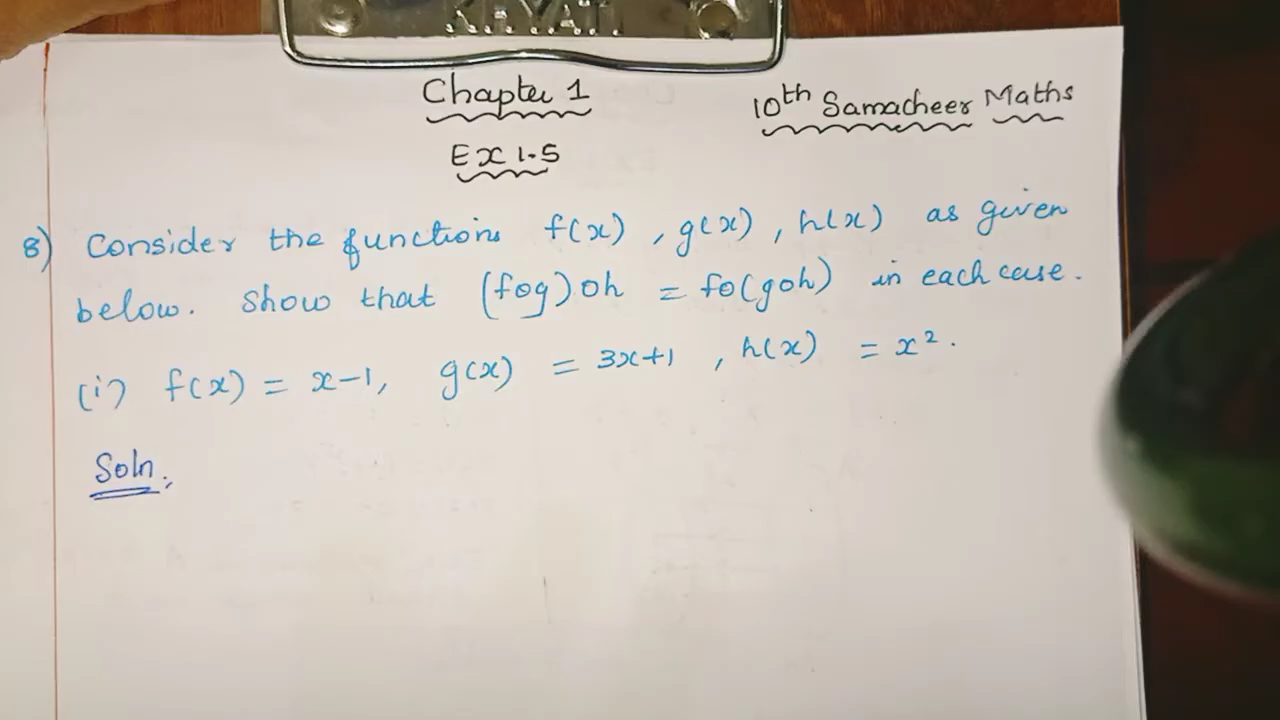 KHYATI
Chapter 1
10th Samacheer Maths
Ex 1.5
8) Consider the functions f(x), g(x), h(x) as given
below. Show that (fog)oh = fo(goh) in each case.
(i) f(x) = x-1, g(x) = 3x+1, h(x) = x².
Soln;